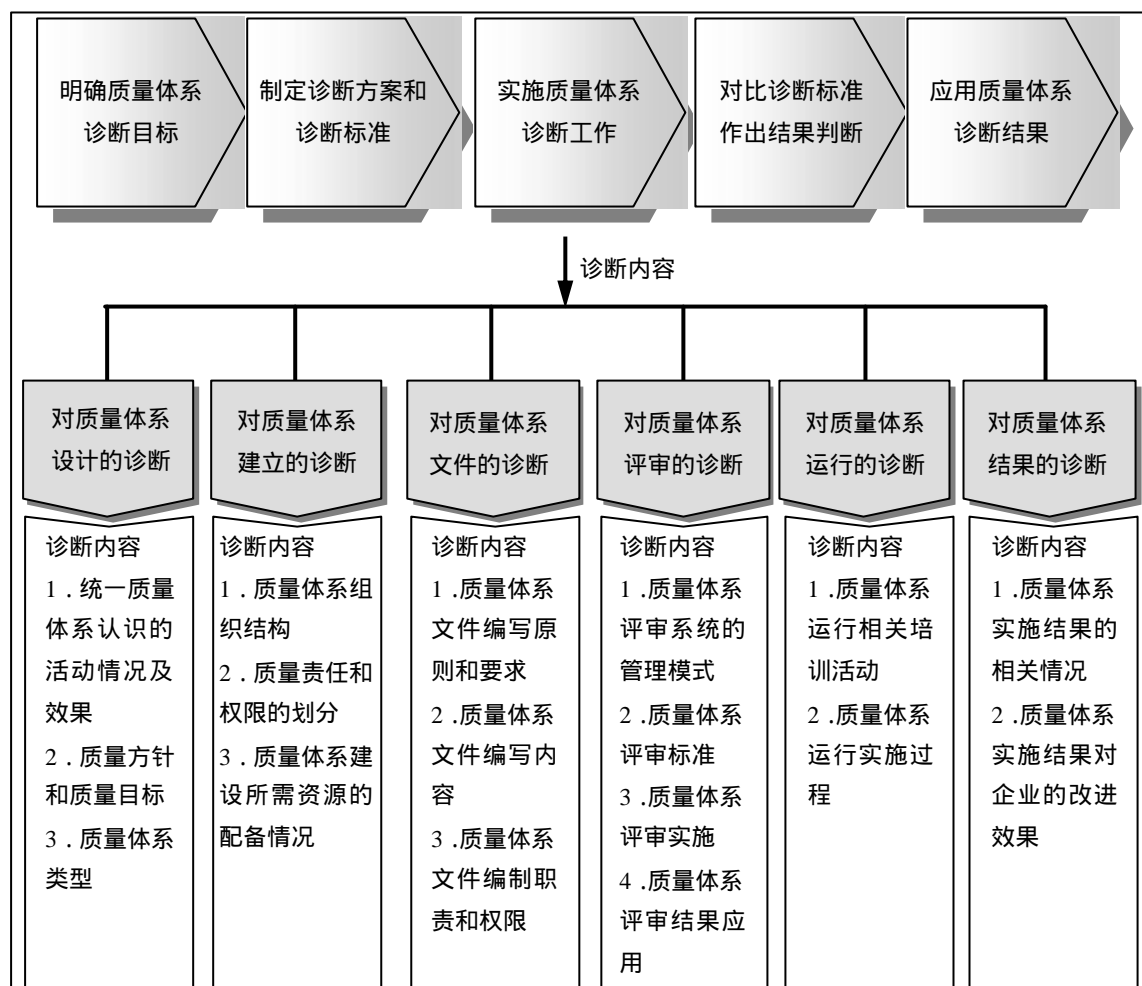 明确质量体系
诊断目标
制定诊断方案和
诊断标准
实施质量体系
诊断工作
对比诊断标准
作出结果判断
应用质量体系
诊断结果
诊断内容
对质量体系
设计的诊断
对质量体系
建立的诊断
对质量体系
文件的诊断
对质量体系
评审的诊断
对质量体系
运行的诊断
对质量体系
结果的诊断
诊断内容
1．统一质量
体系认识的
活动情况及
效果
2．质量方针
和质量目标
3．质量体系
类型
诊断内容
1．质量体系组
织结构
2．质量责任和
权限的划分
3．质量体系建
设所需资源的
配备情况
诊断内容
1．质量体系
文件编写原
则和要求
2．质量体系
文件编写内
容
3．质量体系
文件编制职
责和权限
诊断内容
1．质量体系
评审系统的
管理模式
2．质量体系
评审标准
3．质量体系
评审实施
4．质量体系
评审结果应
用
诊断内容
1．质量体系
运行相关培
训活动
2．质量体系
运行实施过
程
诊断内容
1．质量体系
实施结果的
相关情况
2．质量体系
实施结果对
企业的改进
效果